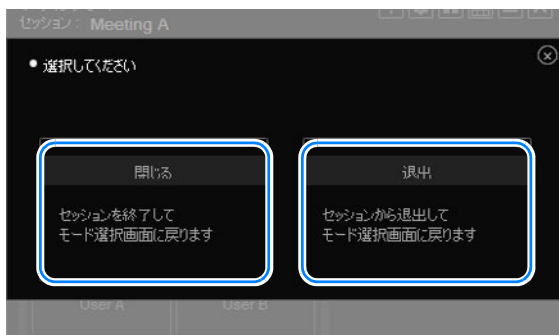 セッション： Meeting A
● 選択してください
閉じる
セッションを終了して
モード選択画面に戻ります
退出
セッションから退出して
モード選択画面に戻ります
User A
User B